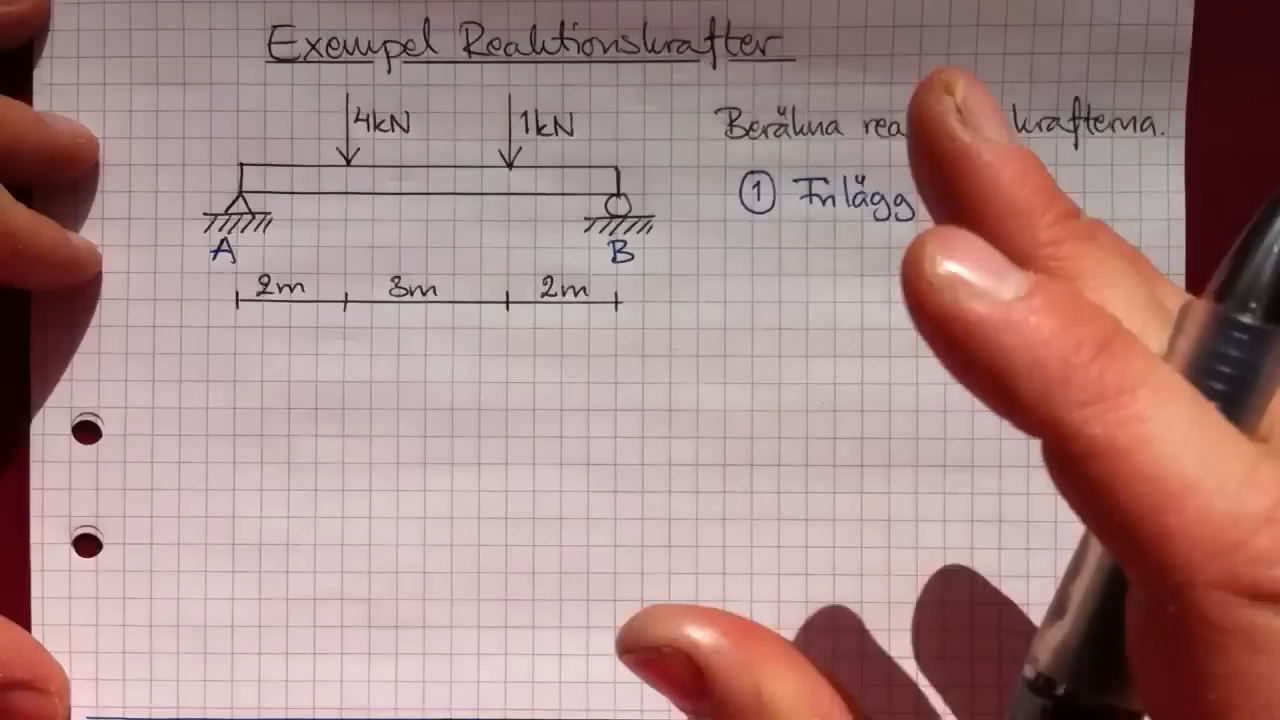 Exempel Reaktionskrafter
4kN 1kN
Beräkna rea krafterna.
1 Frilägg
A B
2m 3m 2m